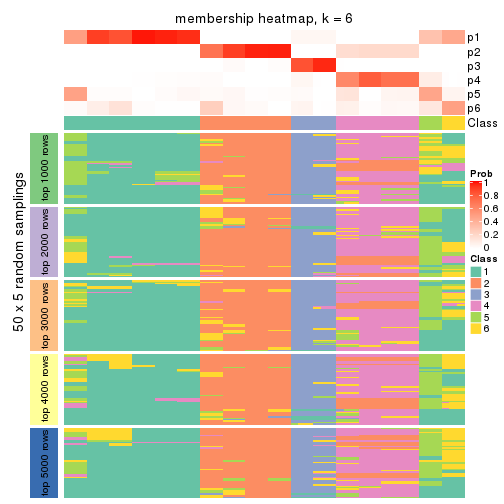 membership heatmap, k = 6
p1
p2
p3
p4
p5
p6
Class
50 x 5 random samplings
top 1000 rows
top 2000 rows
top 3000 rows
top 4000 rows
top 5000 rows
Prob
1
0.8
0.6
0.4
0.2
0
Class
1
2
3
4
5
6